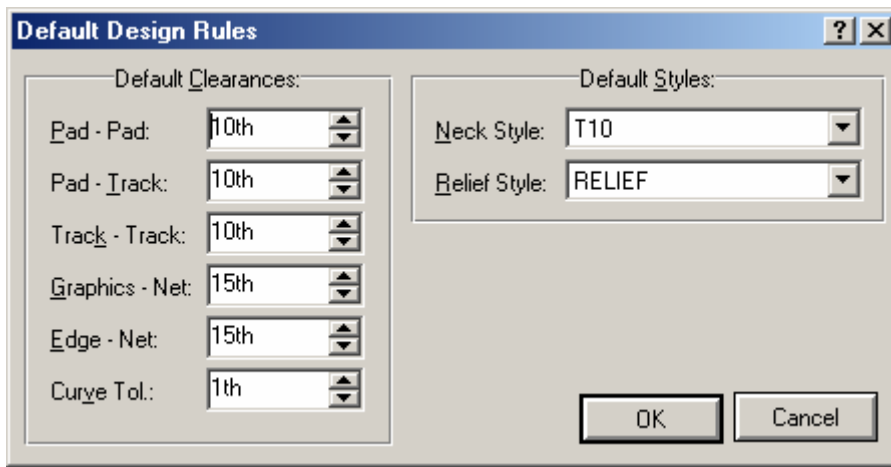 Default Design Rules
Default Clearances:
Pad - Pad: 10th
Pad - Track: 10th
Track - Track: 10th
Graphics - Net: 15th
Edge - Net: 15th
Curve Tol.: 1th
Default Styles:
Neck Style: T10
Relief Style: RELIEF
OK Cancel